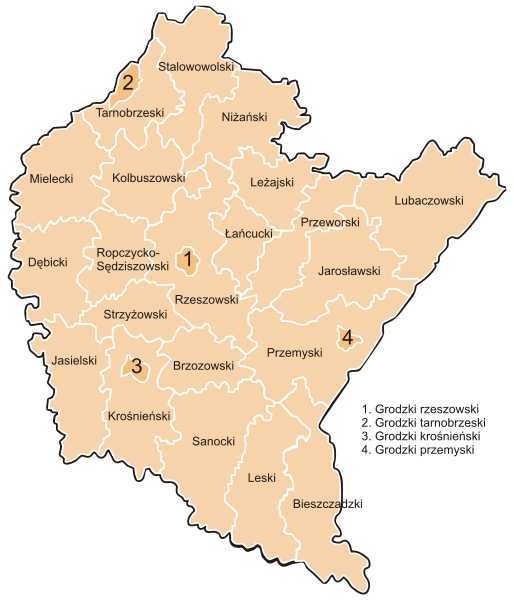 Stalowowolski
2
Tarnobrzeski
Niżański
Mielecki
Kolbuszowski
Leżajski
Lubaczowski
Przeworski
Łańcucki
Dębicki
Ropczycko-
Sędziszowski
1
Jarosławski
Rzeszowski
Strzyżowski
4
Przemyski
Jasielski
3
Brzozowski
Krośnieński
Sanocki
Leski
Bieszczadzki
1. Grodzki rzeszowski
2. Grodzki tarnobrzeski
3. Grodzki krośnieński
4. Grodzki przemyski